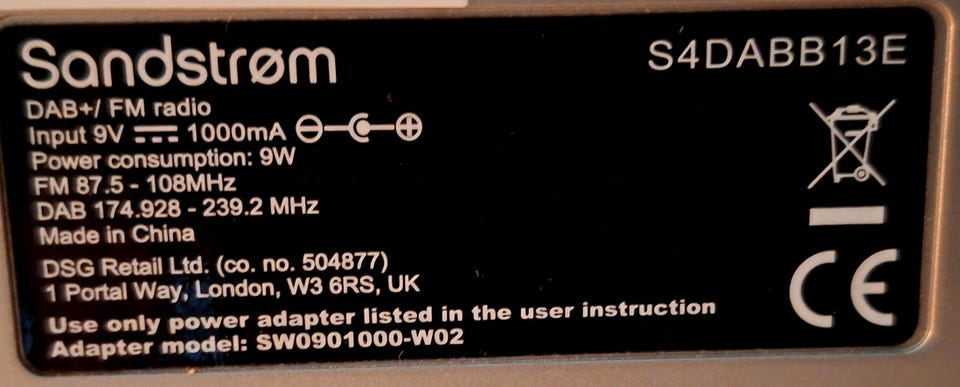 Sandstrøm
S4DABB13E
DAB+/ FM radio
Input 9V 1000mA
Power consumption: 9W
FM 87.5 - 108MHz
DAB 174.928 - 239.2 MHz
Made in China
DSG Retail Ltd. (co. no. 504877)
1 Portal Way, London, W3 6RS, UK
Use only power adapter listed in the user instruction
Adapter model: SW0901000-W02
CE